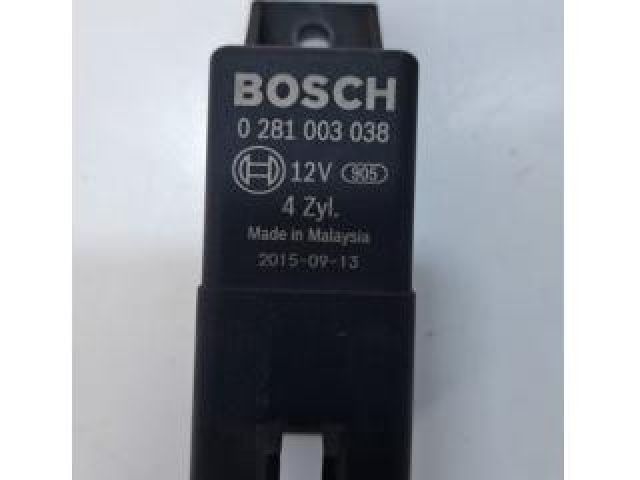 BOSCH
0 281 003 038
12V 905
4 Zyl.
Made in Malaysia
2015-09-13